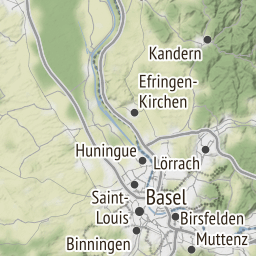 Kandern
Efringen-
Kirchen
Huningue
Lörrach
Saint-
Louis
Basel
Birsfelden
Binningen
Muttenz